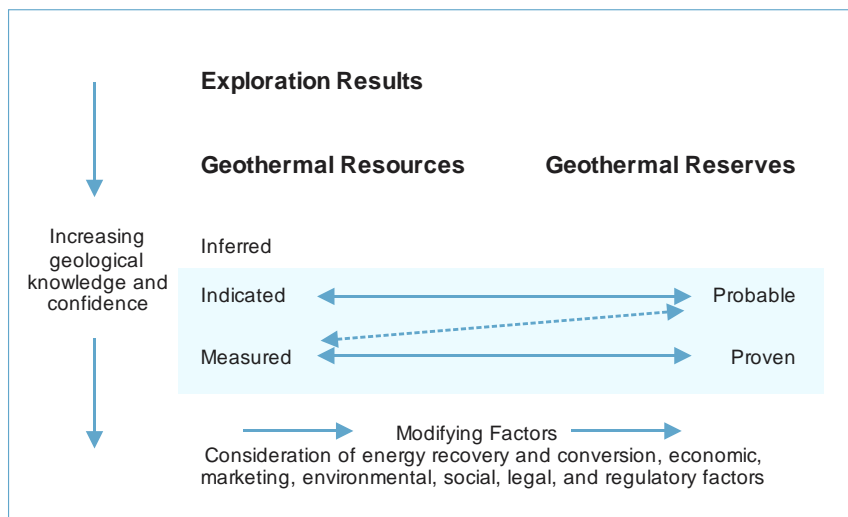 Exploration Results
Geothermal Resources
Geothermal Reserves
Increasing
geological
knowledge and
confidence
Inferred
Indicated
Probable
Measured
Proven
Modifying Factors
Consideration of energy recovery and conversion, economic,
marketing, environmental, social, legal, and regulatory factors